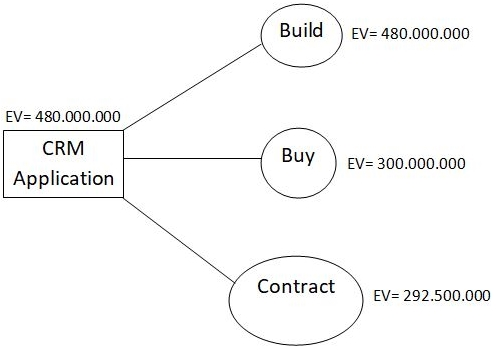 Build
EV= 480.000.000
EV= 480.000.000
CRM
Application
Buy
EV= 300.000.000
Contract
EV= 292.500.000